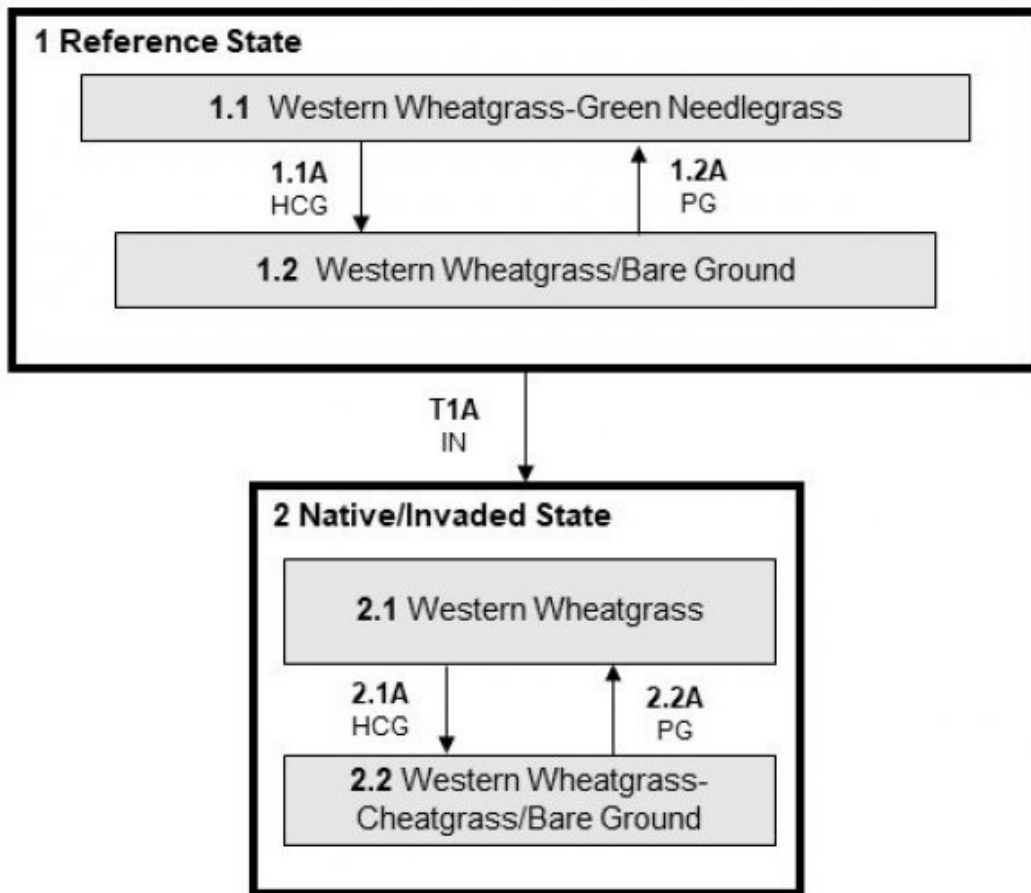 1 Reference State
1.1 Western Wheatgrass-Green Needlegrass
1.1A
HCG
1.2A
PG
1.2 Western Wheatgrass/Bare Ground
T1A
IN
2 Native/Invaded State
2.1 Western Wheatgrass
2.1A
HCG
2.2A
PG
2.2 Western Wheatgrass-
Cheatgrass/Bare Ground